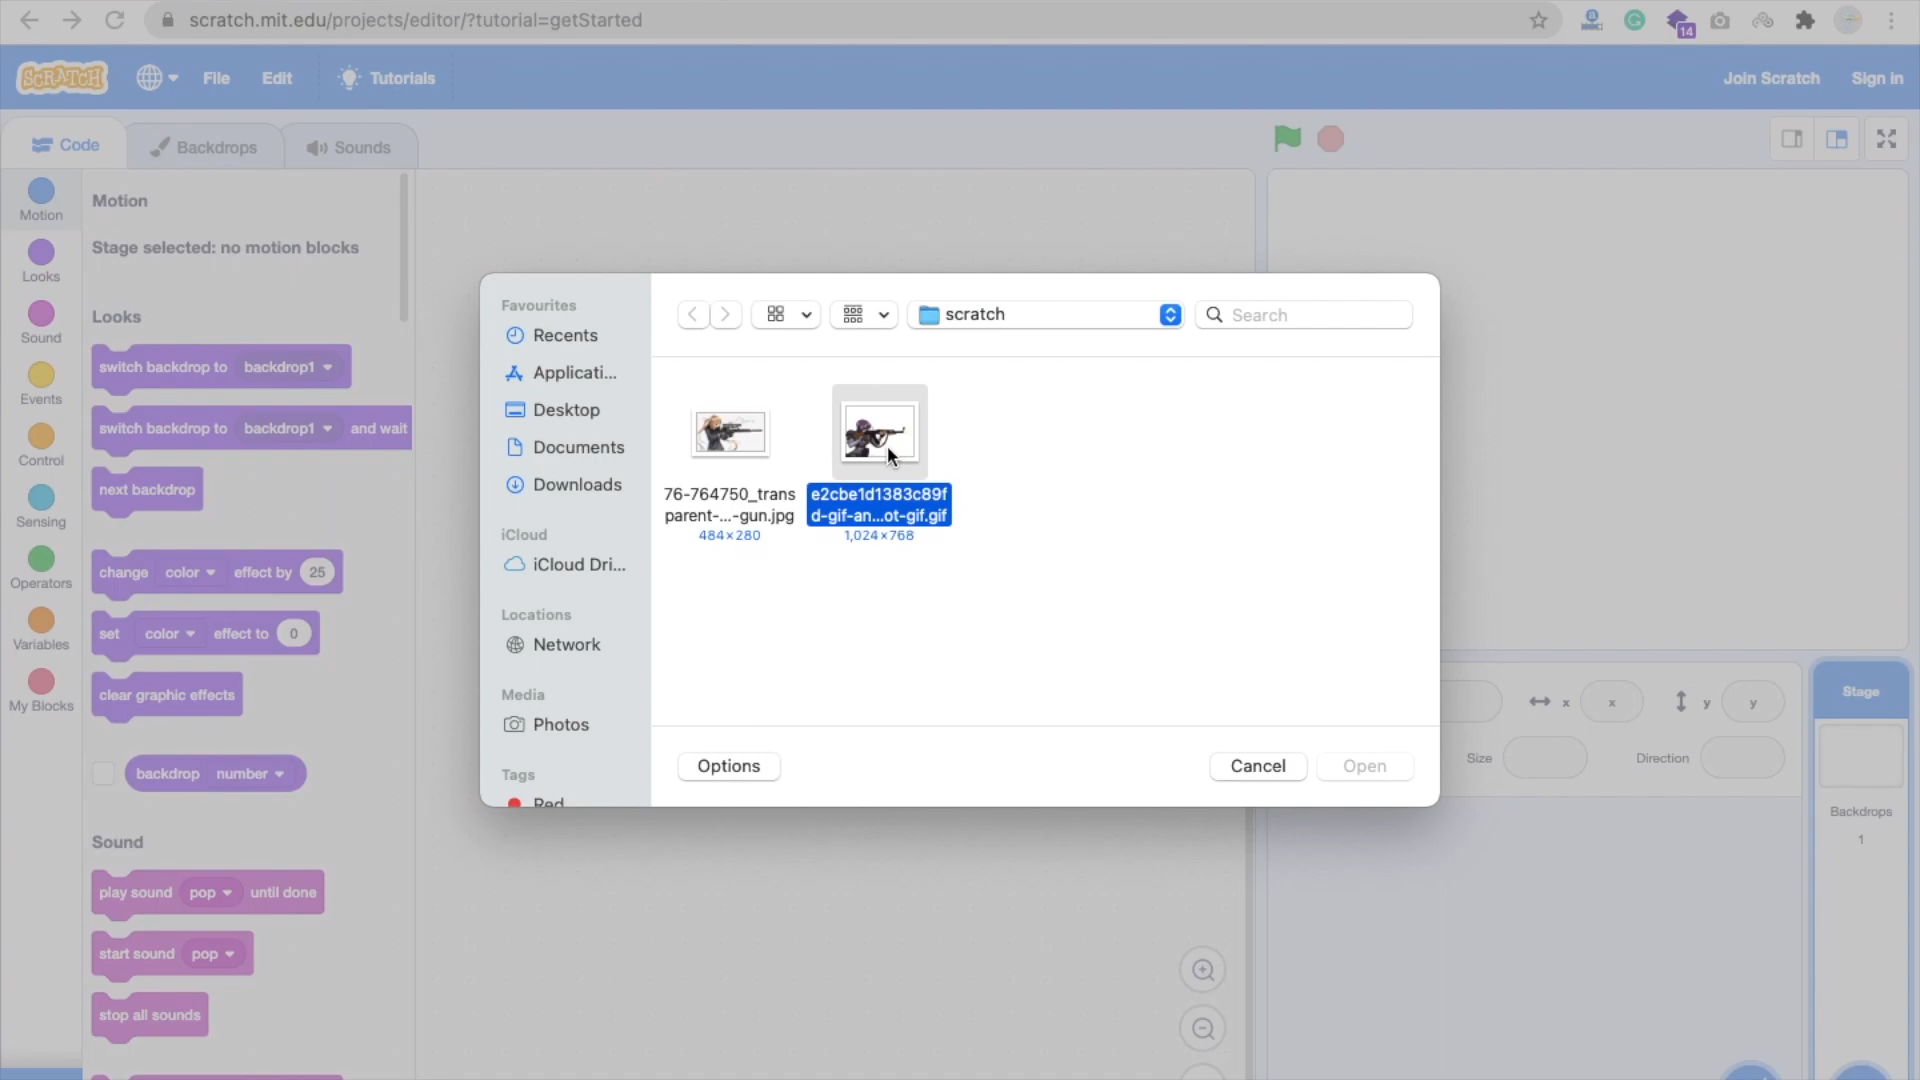 scratch.mit.edu/projects/editor/?tutorial=getStarted
14
SCRATCH
File
Edit
Tutorials
Join Scratch
Sign in
Code
Backdrops
Sounds
Motion
Looks
Sound
Events
Control
Sensing
Operators
Variables
My Blocks
Motion
Stage selected: no motion blocks
Looks
switch backdrop to backdrop1
switch backdrop to backdrop1 and wait
next backdrop
change color effect by 25
set color effect to 0
clear graphic effects
backdrop number
Sound
play sound pop until done
start sound pop
stop all sounds
Favourites
Recents
Applicati...
Desktop
Documents
Downloads
iCloud
iCloud Dri...
Locations
Network
Media
Photos
Tags
Red
scratch
Search
76-764750_trans
parent-...-gun.jpg
484×280
e2cbe1d1383c89f
d-gif-an...ot-gif.gif
1,024×768
Options
Cancel
Open
x
x
y
y
Size
Direction
Stage
Backdrops
1